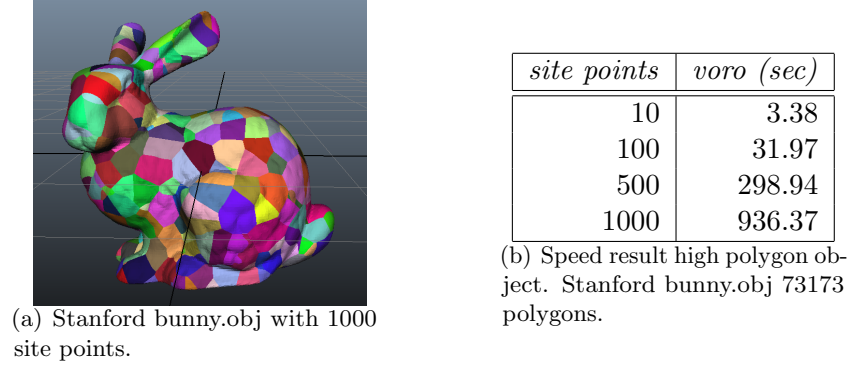 (a) Stanford bunny.obj with 1000
site points.
site points voro (sec)
10 3.38
100 31.97
500 298.94
1000 936.37
(b) Speed result high polygon ob-
ject. Stanford bunny.obj 73173
polygons.